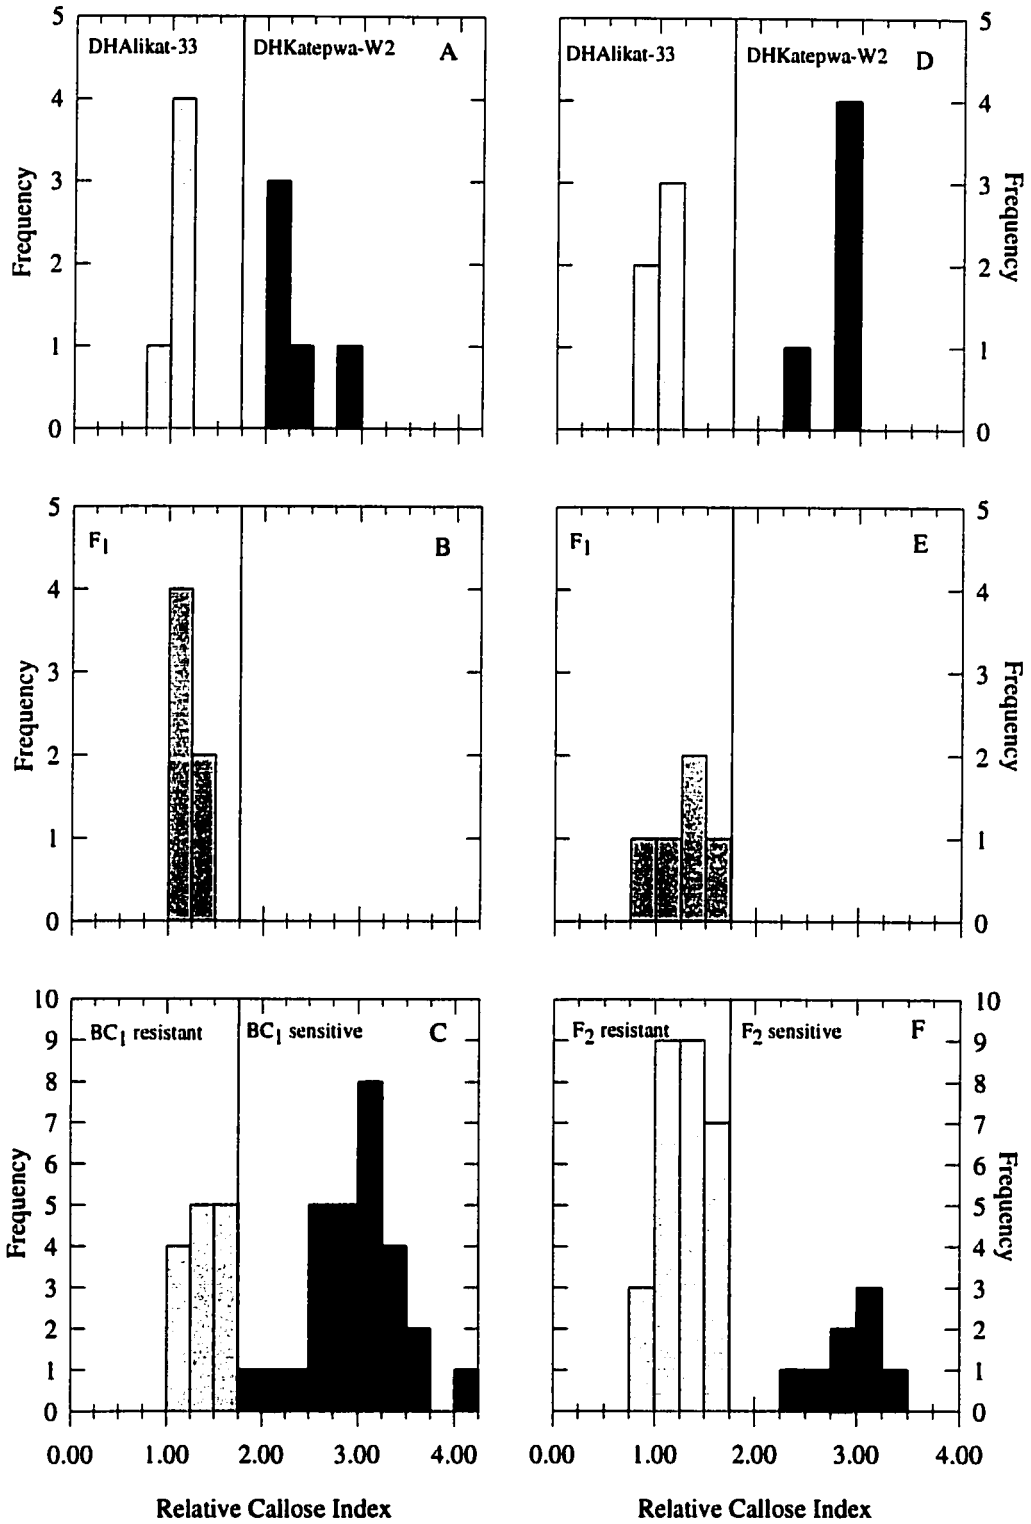 DHAlikat-33 DHKatepwa-W2 A
5
4
3
2
1
0
Frequency
DHAlikat-33 DHKatepwa-W2 D
5
4
3
2
1
0
Frequency
F1 B
5
4
3
2
1
0
Frequency
F1 E
5
4
3
2
1
0
Frequency
BC1 resistant BC1 sensitive C
10
9
8
7
6
5
4
3
2
1
0
Frequency
0.00 1.00 2.00 3.00 4.00
Relative Callose Index
F2 resistant F2 sensitive F
10
9
8
7
6
5
4
3
2
1
0
Frequency
0.00 1.00 2.00 3.00 4.00
Relative Callose Index